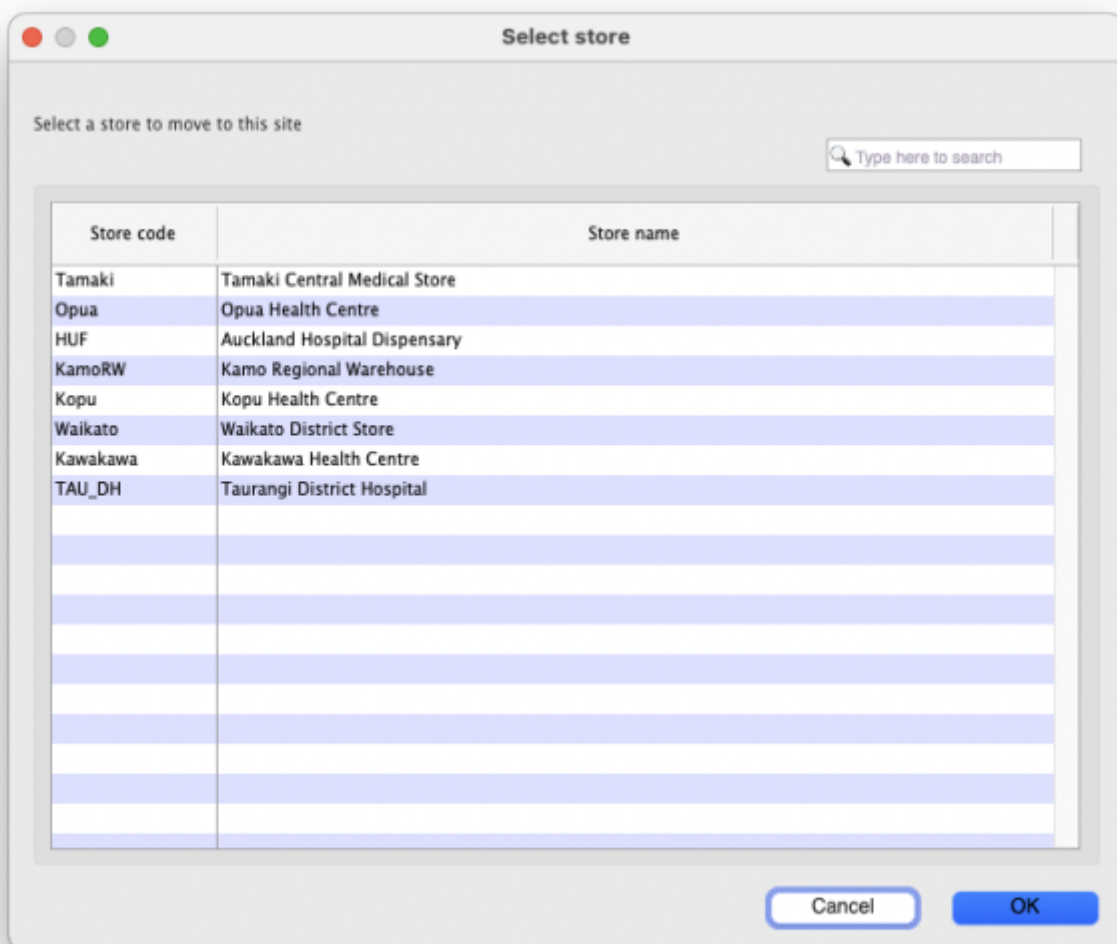 Select store
Select a store to move to this site
Type here to search
Store code Store name
Tamaki Tamaki Central Medical Store
Opua Opua Health Centre
HUF Auckland Hospital Dispensary
KamoRW Kamo Regional Warehouse
Kopu Kopu Health Centre
Waikato Waikato District Store
Kawakawa Kawakawa Health Centre
TAU_DH Taurangi District Hospital
Cancel OK